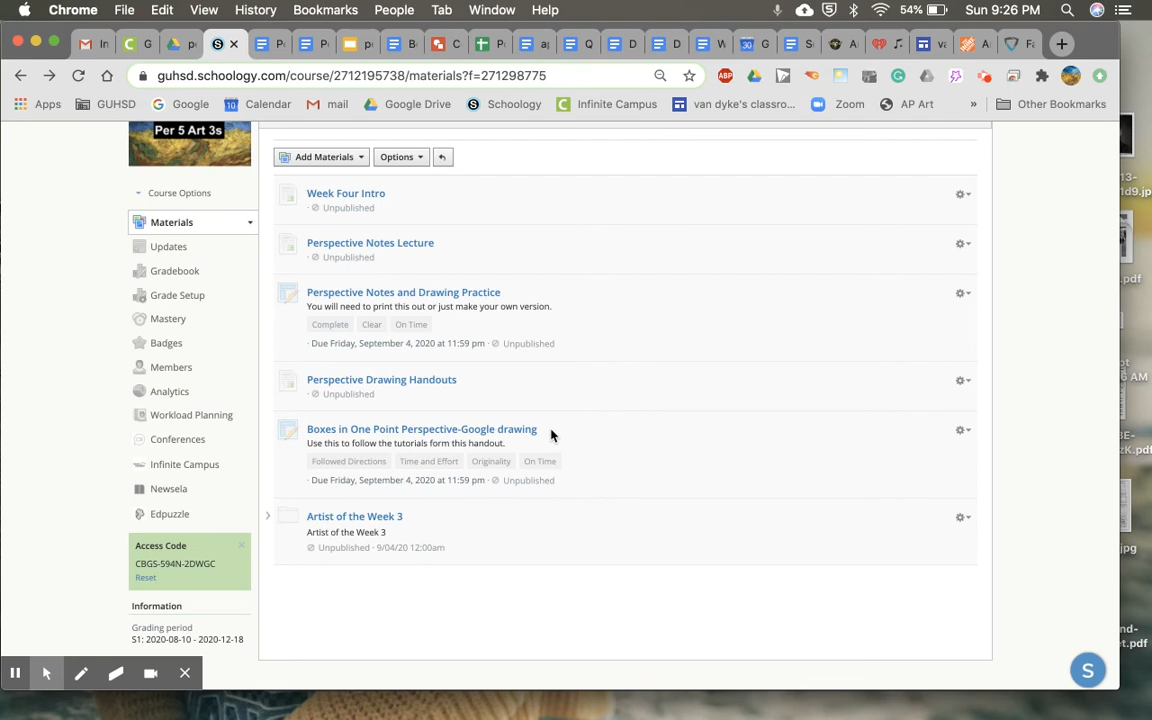 Chrome File Edit View History Bookmarks People Tab Window Help 54% Sun 9:26 PM
guhsd.schoology.com/course/2712195738/materials?f=271298775
Apps GUHSD Google Calendar mail Google Drive Schoology Infinite Campus van dyke's classro... Zoom AP Art » Other Bookmarks
Per 5 Art 3s
Add Materials Options
Course Options
Materials
Updates
Gradebook
Grade Setup
Mastery
Badges
Members
Analytics
Workload Planning
Conferences
Infinite Campus
Newsela
Edpuzzle
Access Code
CBGS-594N-2DWGC
Reset
Information
Grading period
S1: 2020-08-10 - 2020-12-18
Week Four Intro
· Unpublished
Perspective Notes Lecture
· Unpublished
Perspective Notes and Drawing Practice
You will need to print this out or just make your own version.
Complete Clear On Time
· Due Friday, September 4, 2020 at 11:59 pm · Unpublished
Perspective Drawing Handouts
· Unpublished
Boxes in One Point Perspective-Google drawing
Use this to follow the tutorials form this handout.
Followed Directions Time and Effort Originality On Time
· Due Friday, September 4, 2020 at 11:59 pm · Unpublished
Artist of the Week 3
Artist of the Week 3
Unpublished · 9/04/20 12:00am
S